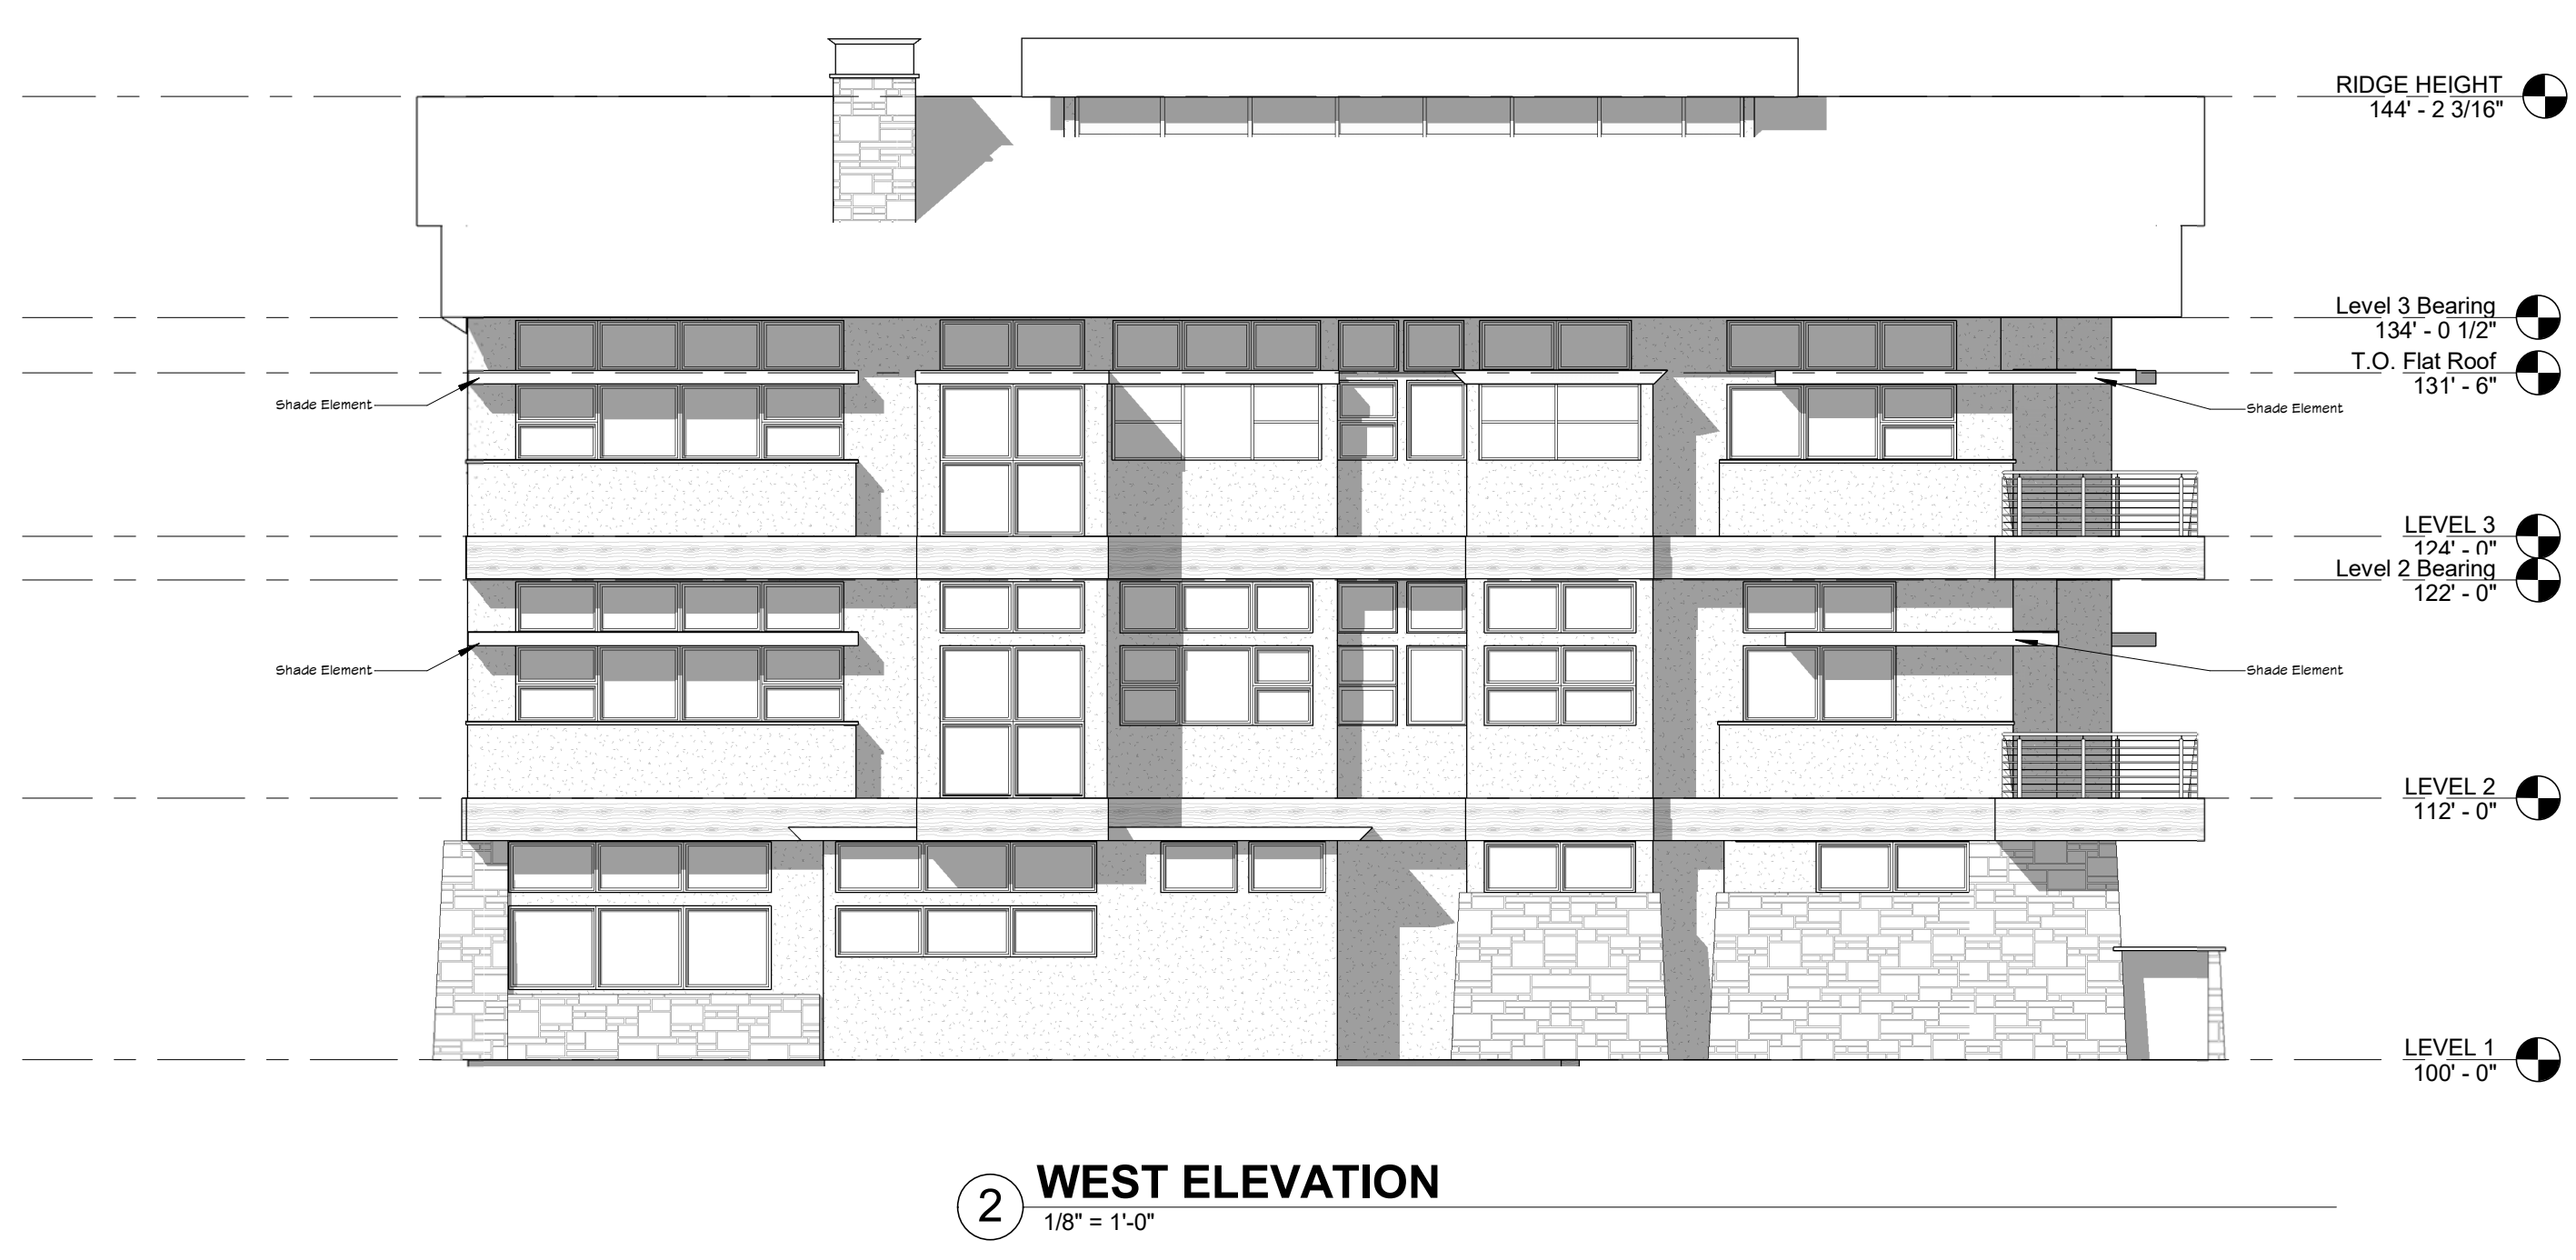 RIDGE HEIGHT
144' - 2 3/16"
Level 3 Bearing
134' - 0 1/2"
T.O. Flat Roof
131' - 6"
Shade Element
Shade Element
LEVEL 3
124' - 0"
Level 2 Bearing
122' - 0"
Shade Element
Shade Element
LEVEL 2
112' - 0"
LEVEL 1
100' - 0"
2 WEST ELEVATION
1/8" = 1'-0"